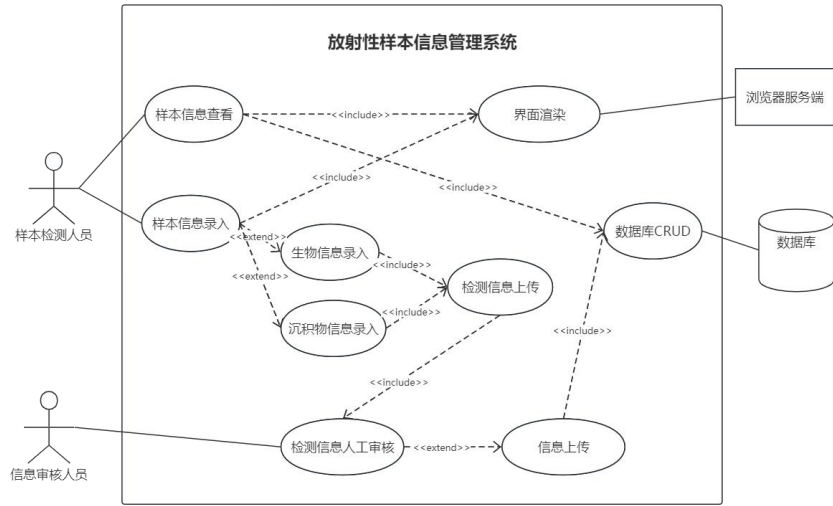 放射性样本信息管理系统
浏览器服务端
样本信息查看
<<include>>
界面渲染
<<include>>
<<include>>
样本检测人员
样本信息录入
<<extend>>
数据库CRUD
数据库
生物信息录入
<<include>>
<<extend>>
检测信息上传
沉积物信息录入
<<include>>
<<include>>
<<include>>
信息审核人员
检测信息人工审核
<<extend>>
信息上传